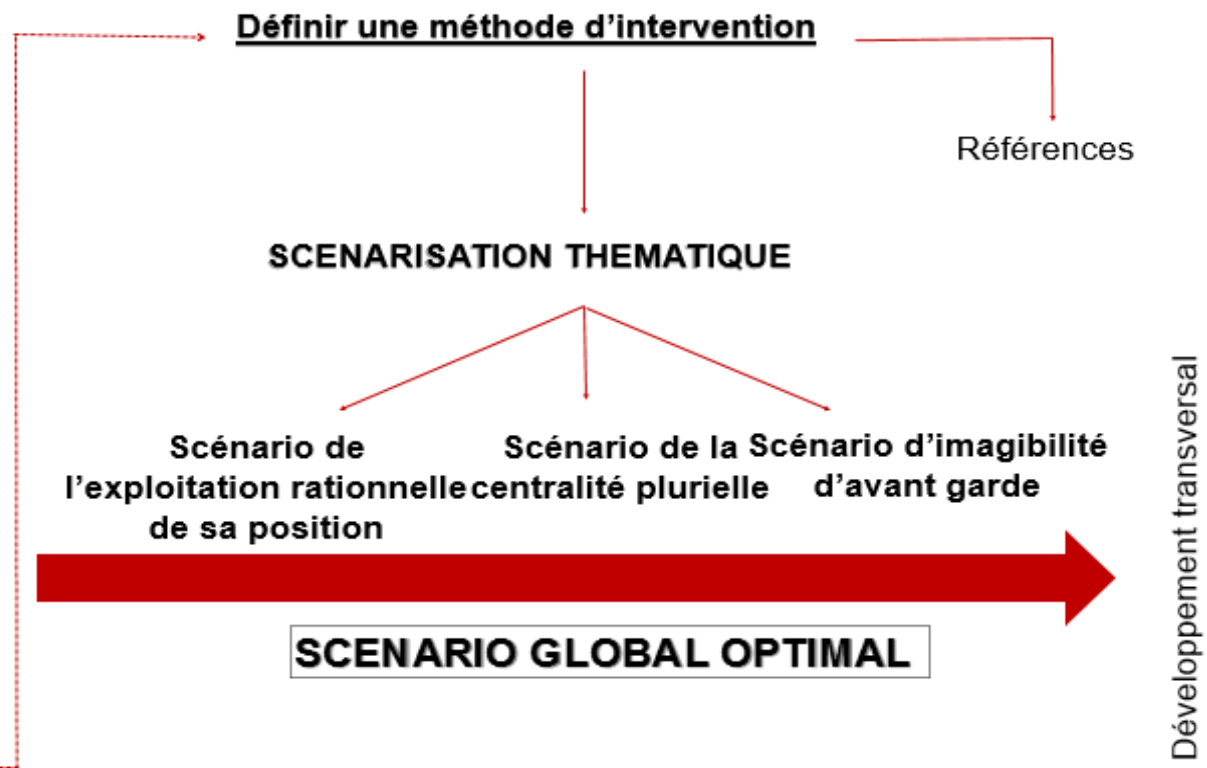 Définir une méthode d’intervention
Références
SCENARISATION THEMATIQUE
Scénario de
l’exploitation rationnelle
de sa position
Scénario de la
centralité plurielle
Scénario d’imagibilité
d’avant garde
SCENARIO GLOBAL OPTIMAL
Développement transversal